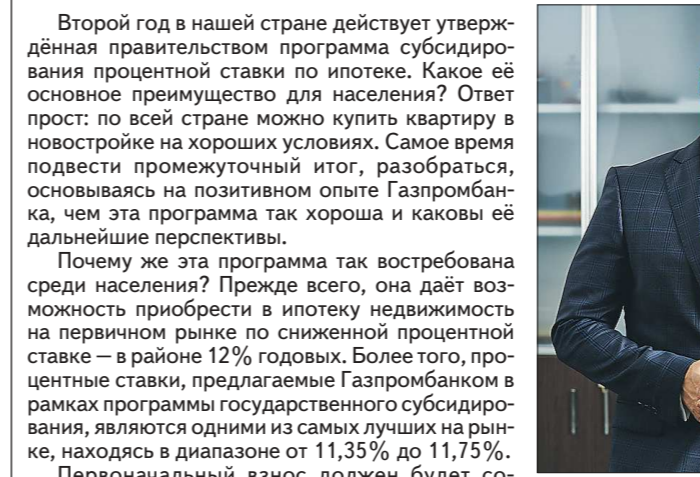 Второй год в нашей стране действует утверж-
дённая правительством программа субсидиро-
вания процентной ставки по ипотеке. Какое её
основное преимущество для населения? Ответ
прост: по всей стране можно купить квартиру в
новостройке на хороших условиях. Самое время
подвести промежуточный итог, разобраться,
основываясь на позитивном опыте Газпромбан-
ка, чем эта программа так хороша и каковы её
дальнейшие перспективы.
Почему же эта программа так востребована
среди населения? Прежде всего, она даёт воз-
можность приобрести в ипотеку недвижимость
на первичном рынке по сниженной процентной
ставке — в районе 12% годовых. Более того, про-
центные ставки, предлагаемые Газпромбанком в
рамках программы государственного субсидиро-
вания, являются одними из самых лучших на рын-
ке, находясь в диапазоне от 11,35% до 11,75%.
Первоначальный взнос должен будет со-